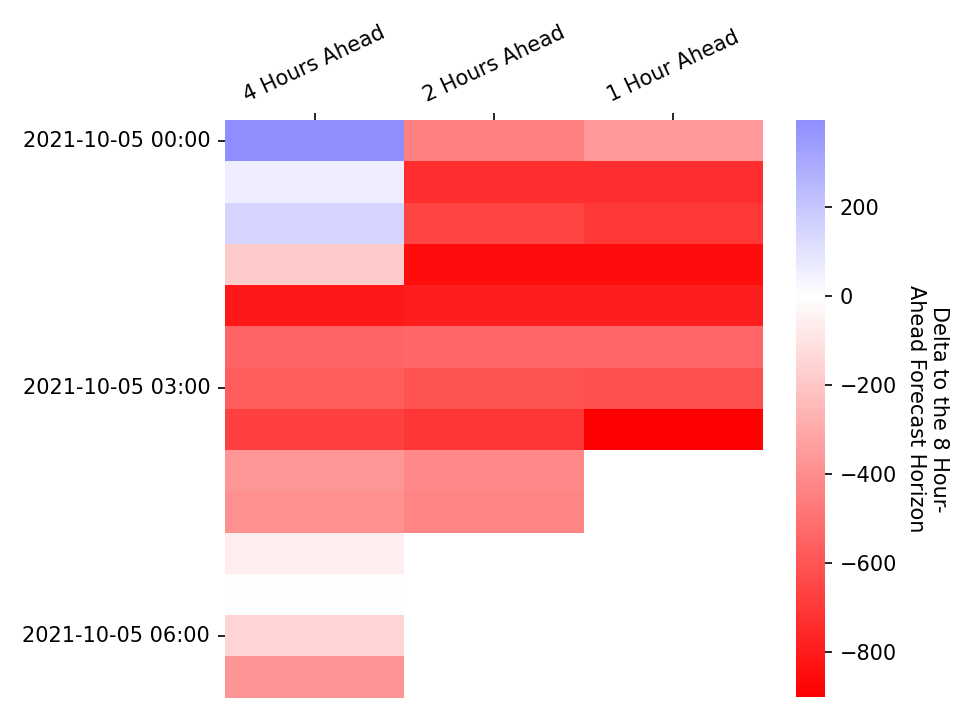 4 Hours Ahead
2 Hours Ahead
1 Hour Ahead
2021-10-05 00:00
2021-10-05 03:00
2021-10-05 06:00
200
0
−200
−400
−600
−800
Delta to the 8 Hour-
Ahead Forecast Horizon